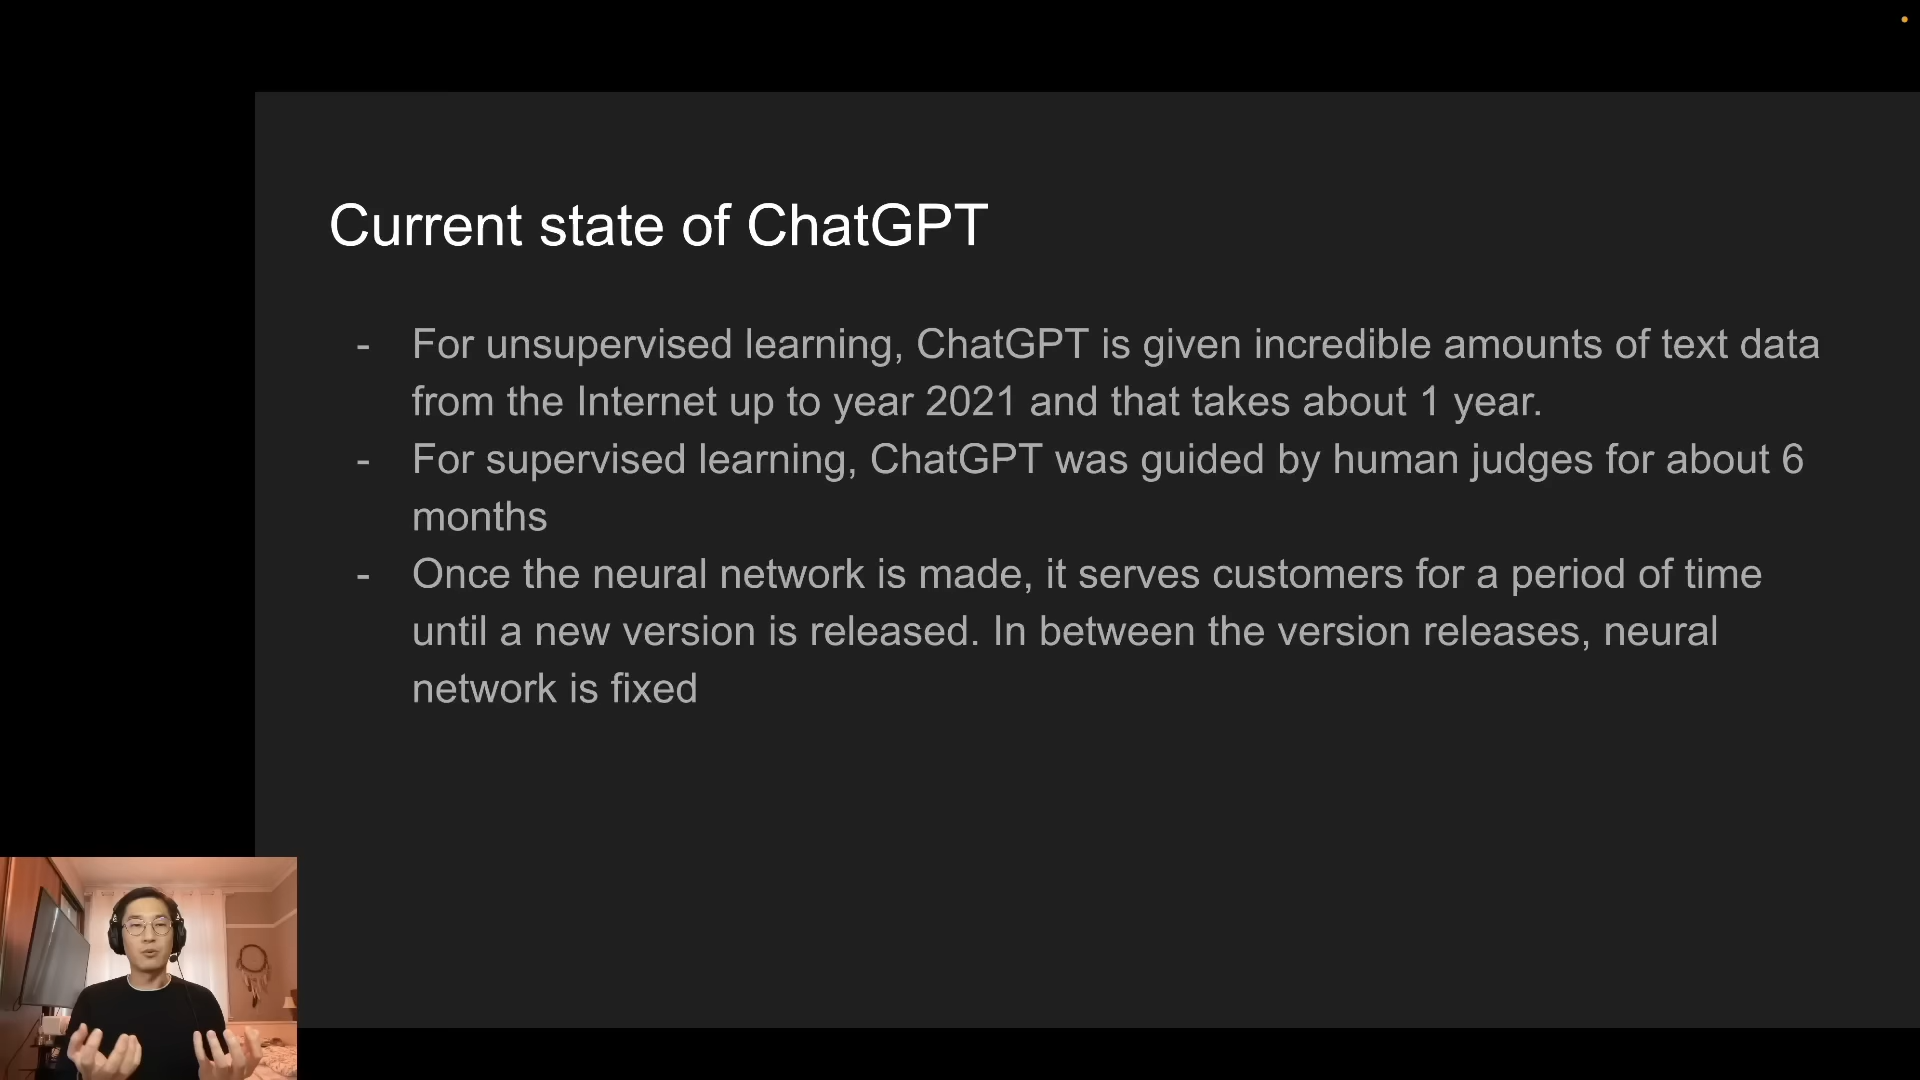 Current state of ChatGPT
- For unsupervised learning, ChatGPT is given incredible amounts of text data
from the Internet up to year 2021 and that takes about 1 year.
- For supervised learning, ChatGPT was guided by human judges for about 6
months
- Once the neural network is made, it serves customers for a period of time
until a new version is released. In between the version releases, neural
network is fixed